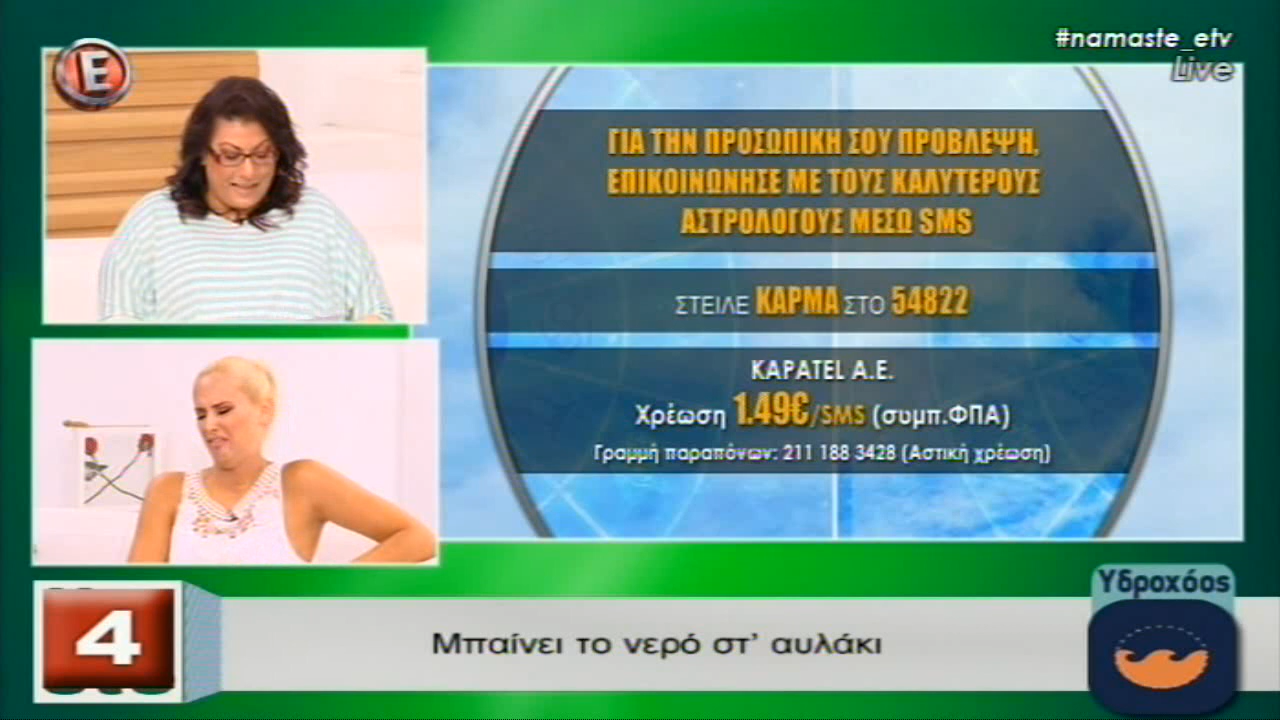 E
#namaste_etv
Live
ΓΙΑ ΤΗΝ ΠΡΟΣΩΠΙΚΗ ΣΟΥ ΠΡΟΒΛΕΨΗ,
ΕΠΙΚΟΙΝΩΝΗΣΕ ΜΕ ΤΟΥΣ ΚΑΛΥΤΕΡΟΥΣ
ΑΣΤΡΟΛΟΓΟΥΣ ΜΕΣΩ SMS
ΣΤΕΙΛΕ ΚΑΡΜΑ ΣΤΟ 54822
KAPATEL A.E.
Χρέωση 1.49€/SMS (συμπ.ΦΠΑ)
Γραμμή παραπόνων: 211 188 3428 (Αστική χρέωση)
Υδροχόος
4
Μπαίνει το νερό στ' αυλάκι